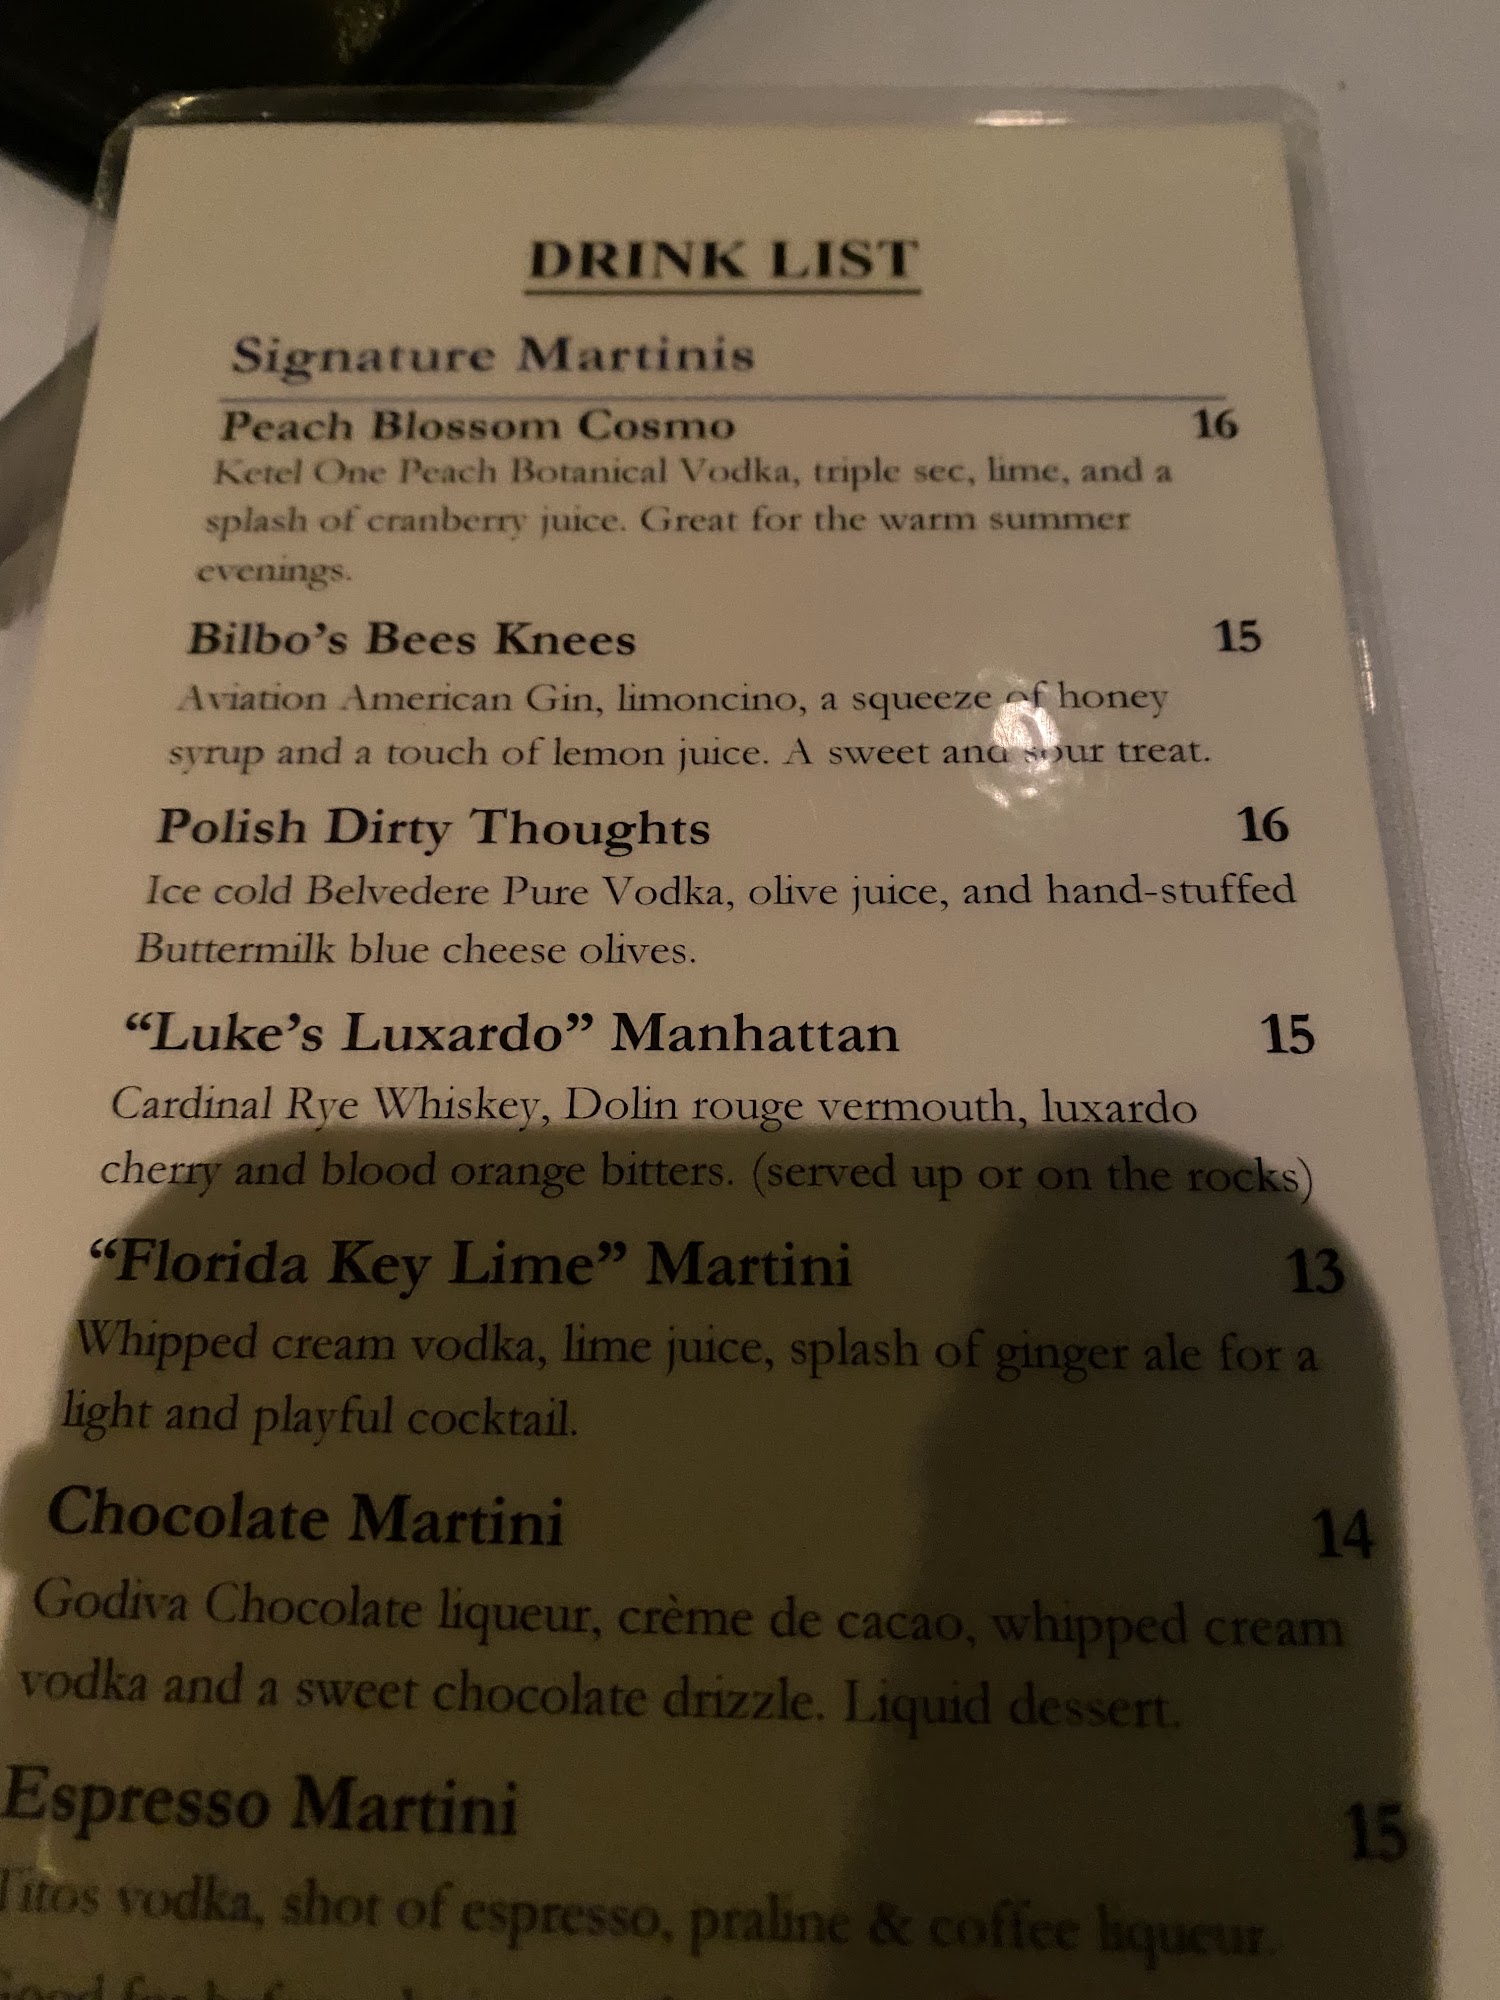 DRINK LIST
Signature Martinis
Peach Blossom Cosmo 16
Ketel One Peach Botanical Vodka, triple sec, lime, and a
splash of cranberry juice. Great for the warm summer
evenings.
Bilbo's Bees Knees 15
Aviation American Gin, limoncino, a squeeze of honey
syrup and a touch of lemon juice. A sweet and sour treat.
Polish Dirty Thoughts 16
Ice cold Belvedere Pure Vodka, olive juice, and hand-stuffed
Buttermilk blue cheese olives.
“Luke’s Luxardo” Manhattan 15
Cardinal Rye Whiskey, Dolin rouge vermouth, luxardo
cherry and blood orange bitters. (served up or on the rocks)
“Florida Key Lime” Martini 13
Whipped cream vodka, lime juice, splash of ginger ale for a
light and playful cocktail.
Chocolate Martini 14
Godiva Chocolate liqueur, crème de cacao, whipped cream
vodka and a sweet chocolate drizzle. Liquid dessert.
Espresso Martini 15
Titos vodka, shot of espresso, praline & coffee liqueur.